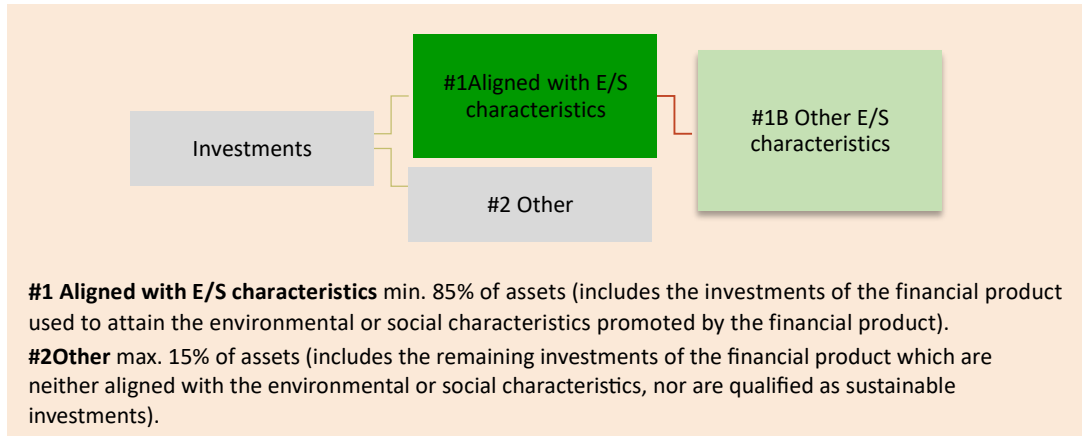 #1Aligned with E/S
characteristics
#1B Other E/S
characteristics
Investments
#2 Other
#1 Aligned with E/S characteristics min. 85% of assets (includes the investments of the financial product
used to attain the environmental or social characteristics promoted by the financial product).
#2Other max. 15% of assets (includes the remaining investments of the financial product which are
neither aligned with the environmental or social characteristics, nor are qualified as sustainable
investments).